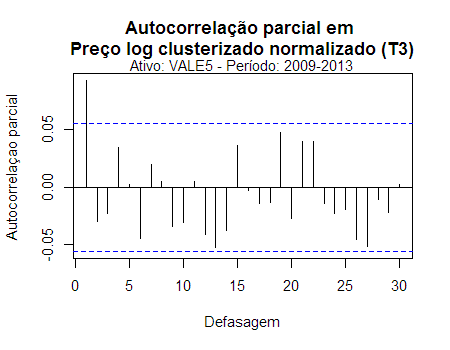 Autocorrelação parcial em
Preço log clusterizado normalizado (T3)
Ativo: VALE5 - Período: 2009-2013
Autocorrelaçao parcial
0.05
0.00
-0.05
0 5 10 15 20 25 30
Defasagem